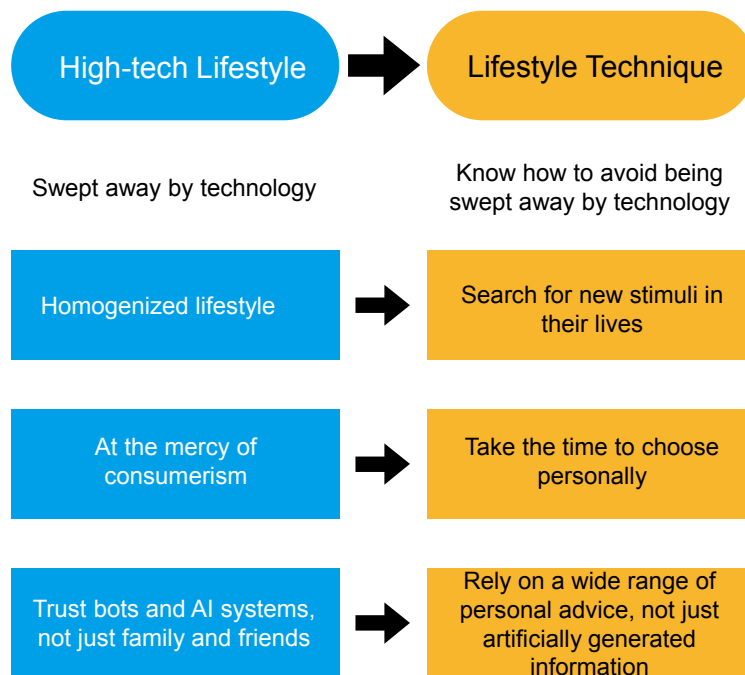 High-tech Lifestyle
Lifestyle Technique
Swept away by technology
Know how to avoid being
swept away by technology
Homogenized lifestyle
Search for new stimuli in
their lives
At the mercy of
consumerism
Take the time to choose
personally
Trust bots and AI systems,
not just family and friends
Rely on a wide range of
personal advice, not just
artificially generated
information